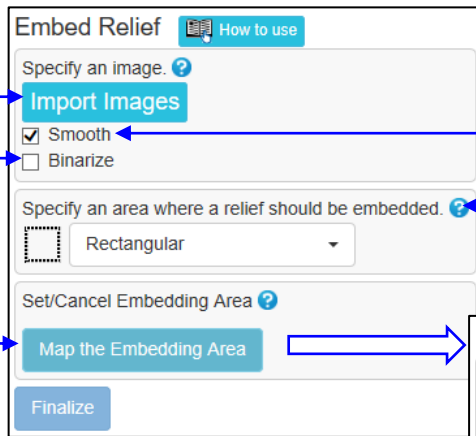 Embed Relief How to use
Specify an image. ?
Import Images
Smooth
Binarize
Specify an area where a relief should be embedded. ?
Rectangular
Set/Cancel Embedding Area ?
Map the Embedding Area
Finalize